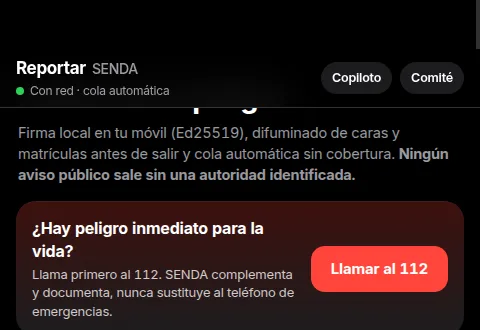 Reportar SENDA
Con red · cola automática
Copiloto
Comité
Firma local en tu móvil (Ed25519), difuminado de caras y
matrículas antes de salir y cola automática sin cobertura. Ningún
aviso público sale sin una autoridad identificada.
¿Hay peligro inmediato para la
vida?
Llama primero al 112. SENDA complementa
y documenta, nunca sustituye al teléfono de
emergencias.
Llamar al 112